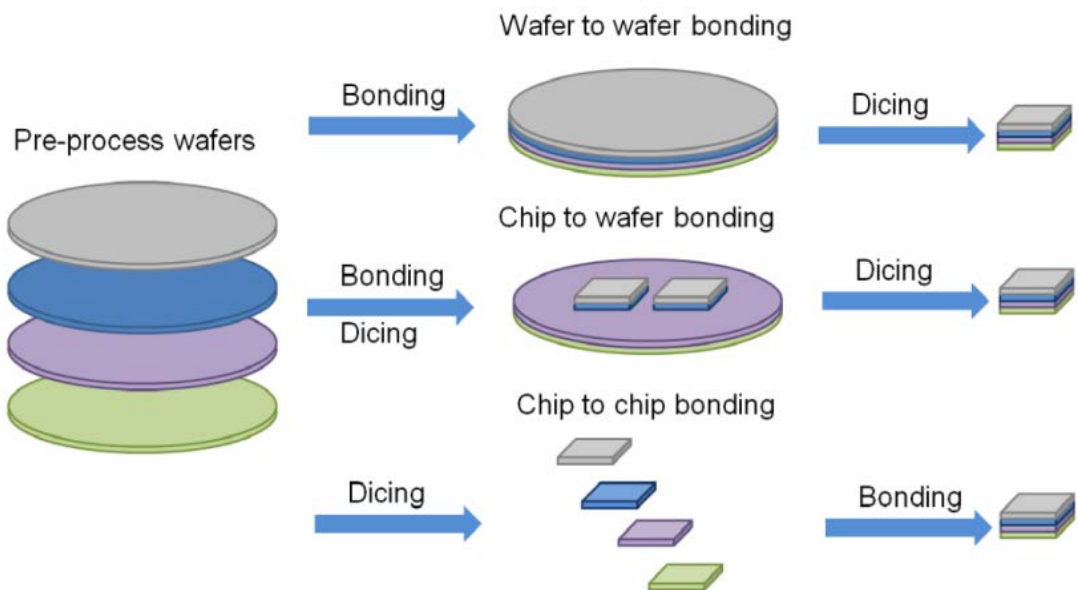 Wafer to wafer bonding
Bonding
Dicing
Pre-process wafers
Chip to wafer bonding
Bonding
Dicing
Dicing
Chip to chip bonding
Dicing
Bonding